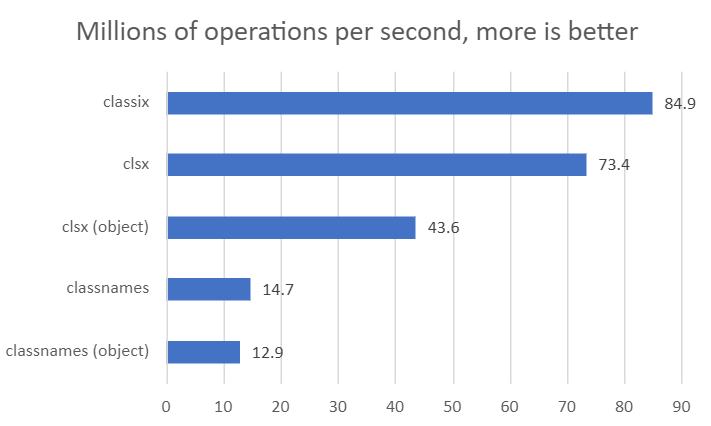 Millions of operations per second, more is better
classix
84.9
clsx
73.4
clsx (object)
43.6
classnames
14.7
classnames (object)
12.9
0 10 20 30 40 50 60 70 80 90